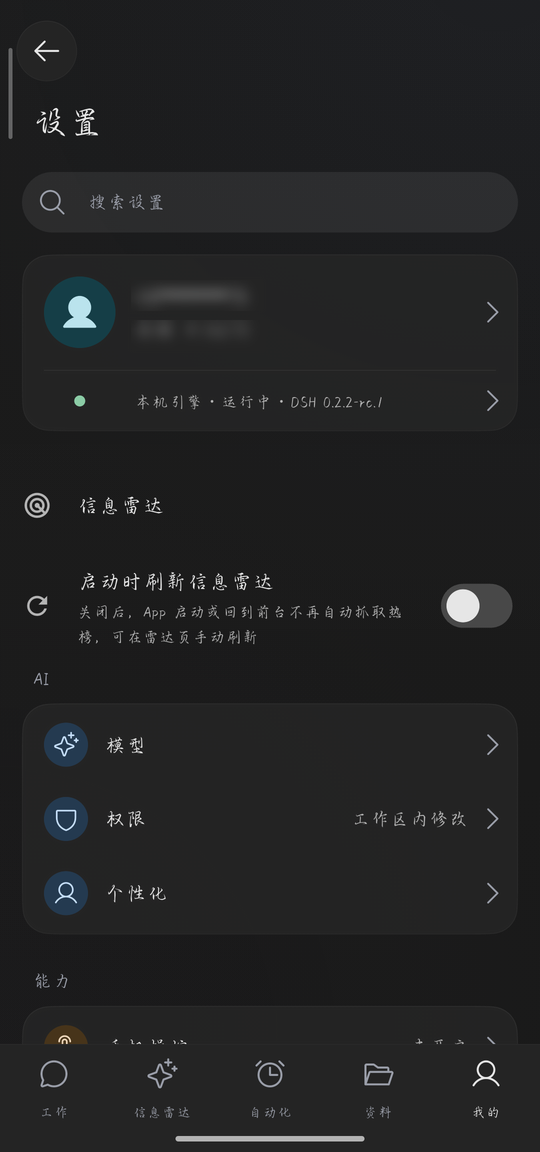 设置
搜索设置
本机引擎·运行中·DSH 0.2.2-rc.1
信息雷达
启动时刷新信息雷达
关闭后，App 启动或回到前台不再自动抓取热
榜，可在雷达页手动刷新
AI
模型
权限 工作区内修改
个性化
能力
工作 信息雷达 自动化 资料 我的